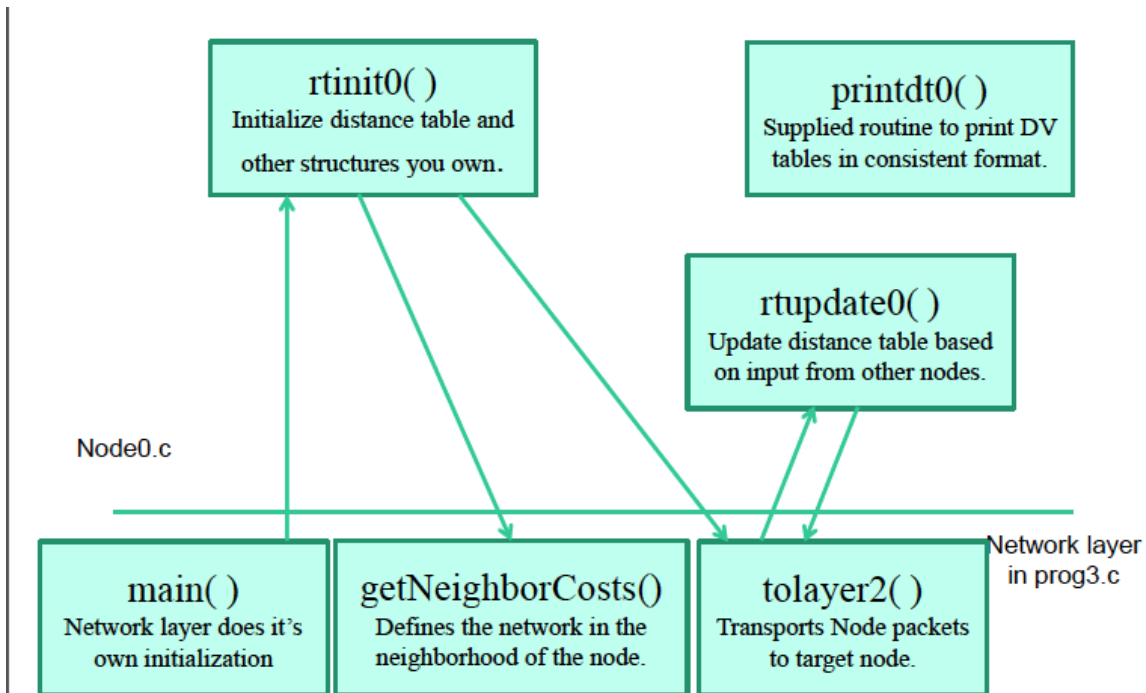 rtinit0( )
Initialize distance table and
other structures you own.
printdt0( )
Supplied routine to print DV
tables in consistent format.
rtupdate0( )
Update distance table based
on input from other nodes.
Node0.c
Network layer
in prog3.c
main( )
Network layer does it's
own initialization
getNeighborCosts()
Defines the network in the
neighborhood of the node.
tolayer2( )
Transports Node packets
to target node.